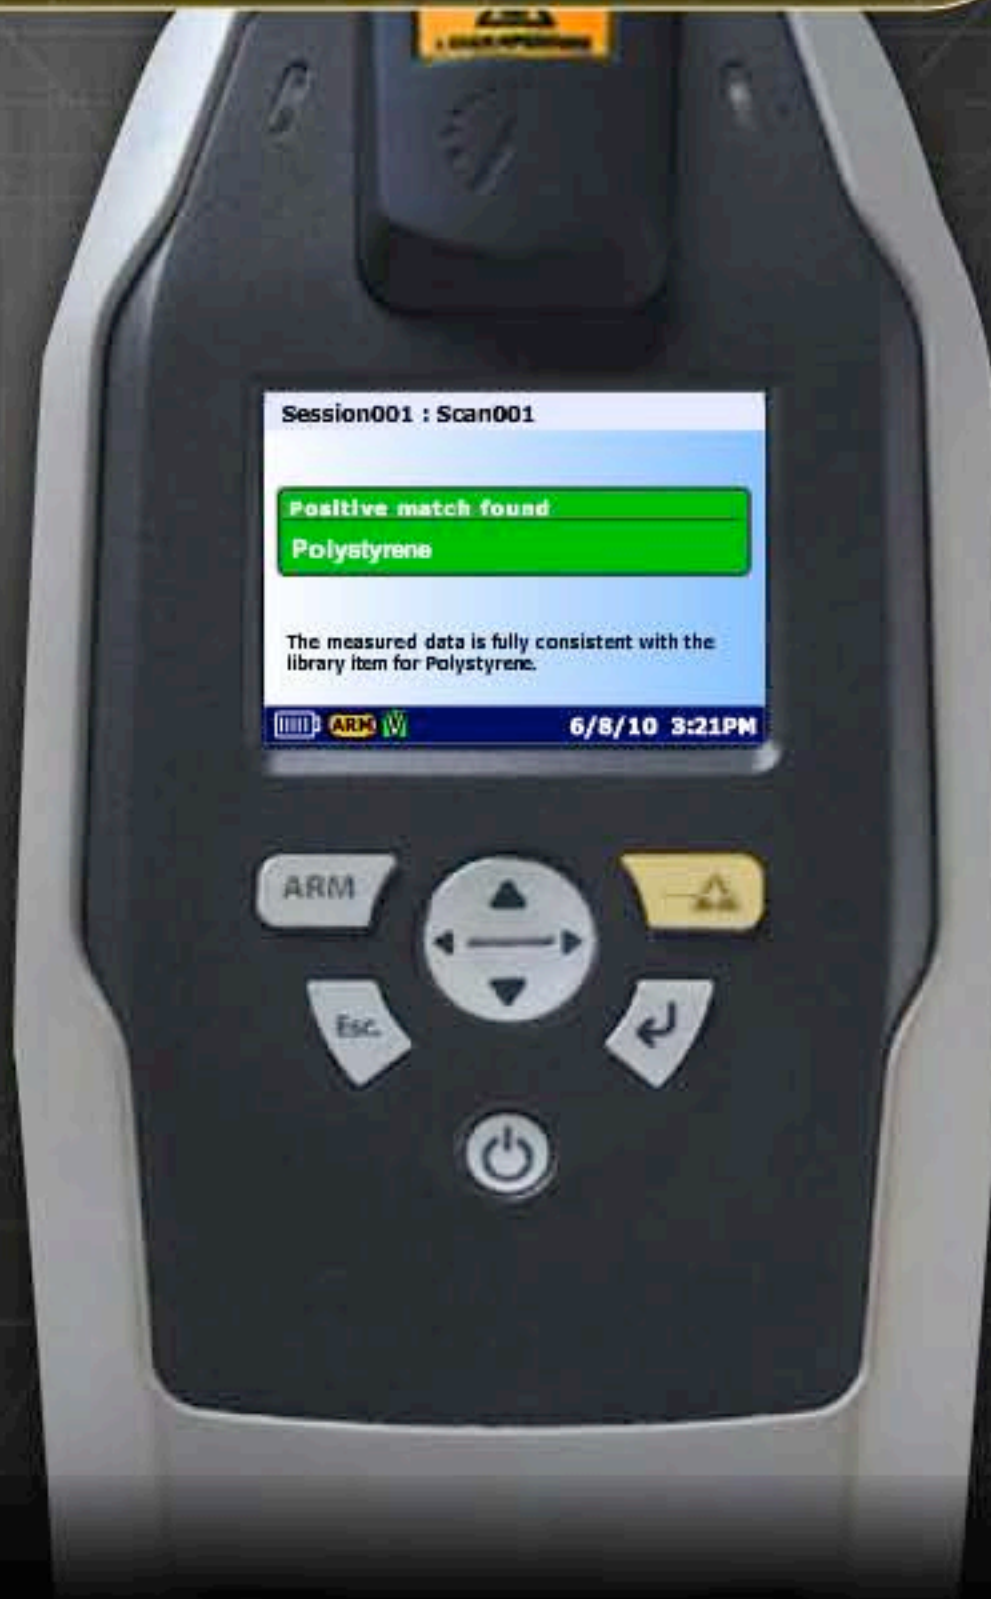 Session001 : Scan001
Positive match found
Polystyrene
The measured data is fully consistent with the
library item for Polystyrene.
ARM
6/8/10 3:21PM
ARM
Esc.